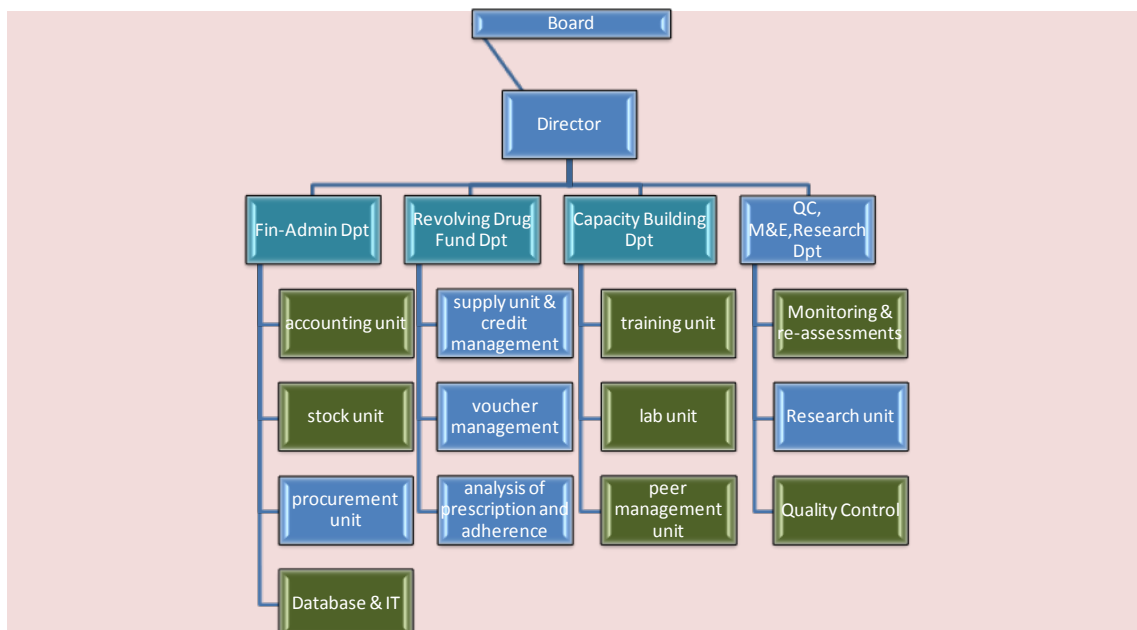 Board
Director
Fin-Admin Dpt
Revolving Drug
Fund Dpt
Capacity Building
Dpt
QC,
M&E,Research
Dpt
accounting unit
stock unit
procurement
unit
Database & IT
supply unit &
credit
management
voucher
management
analysis of
prescription and
adherence
training unit
lab unit
peer
management
unit
Monitoring &
re-assessments
Research unit
Quality Control